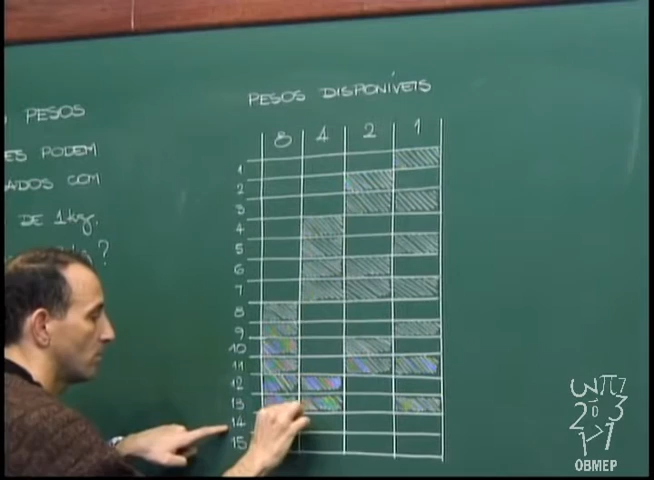 PESOS DISPONÍVEIS
PESOS
ES PODEM
ADOS COM
DE 1kg,
?
8 4 2 1
1
2
3
4
5
6
7
8
9
10
11
12
13
14
15
OBMEP